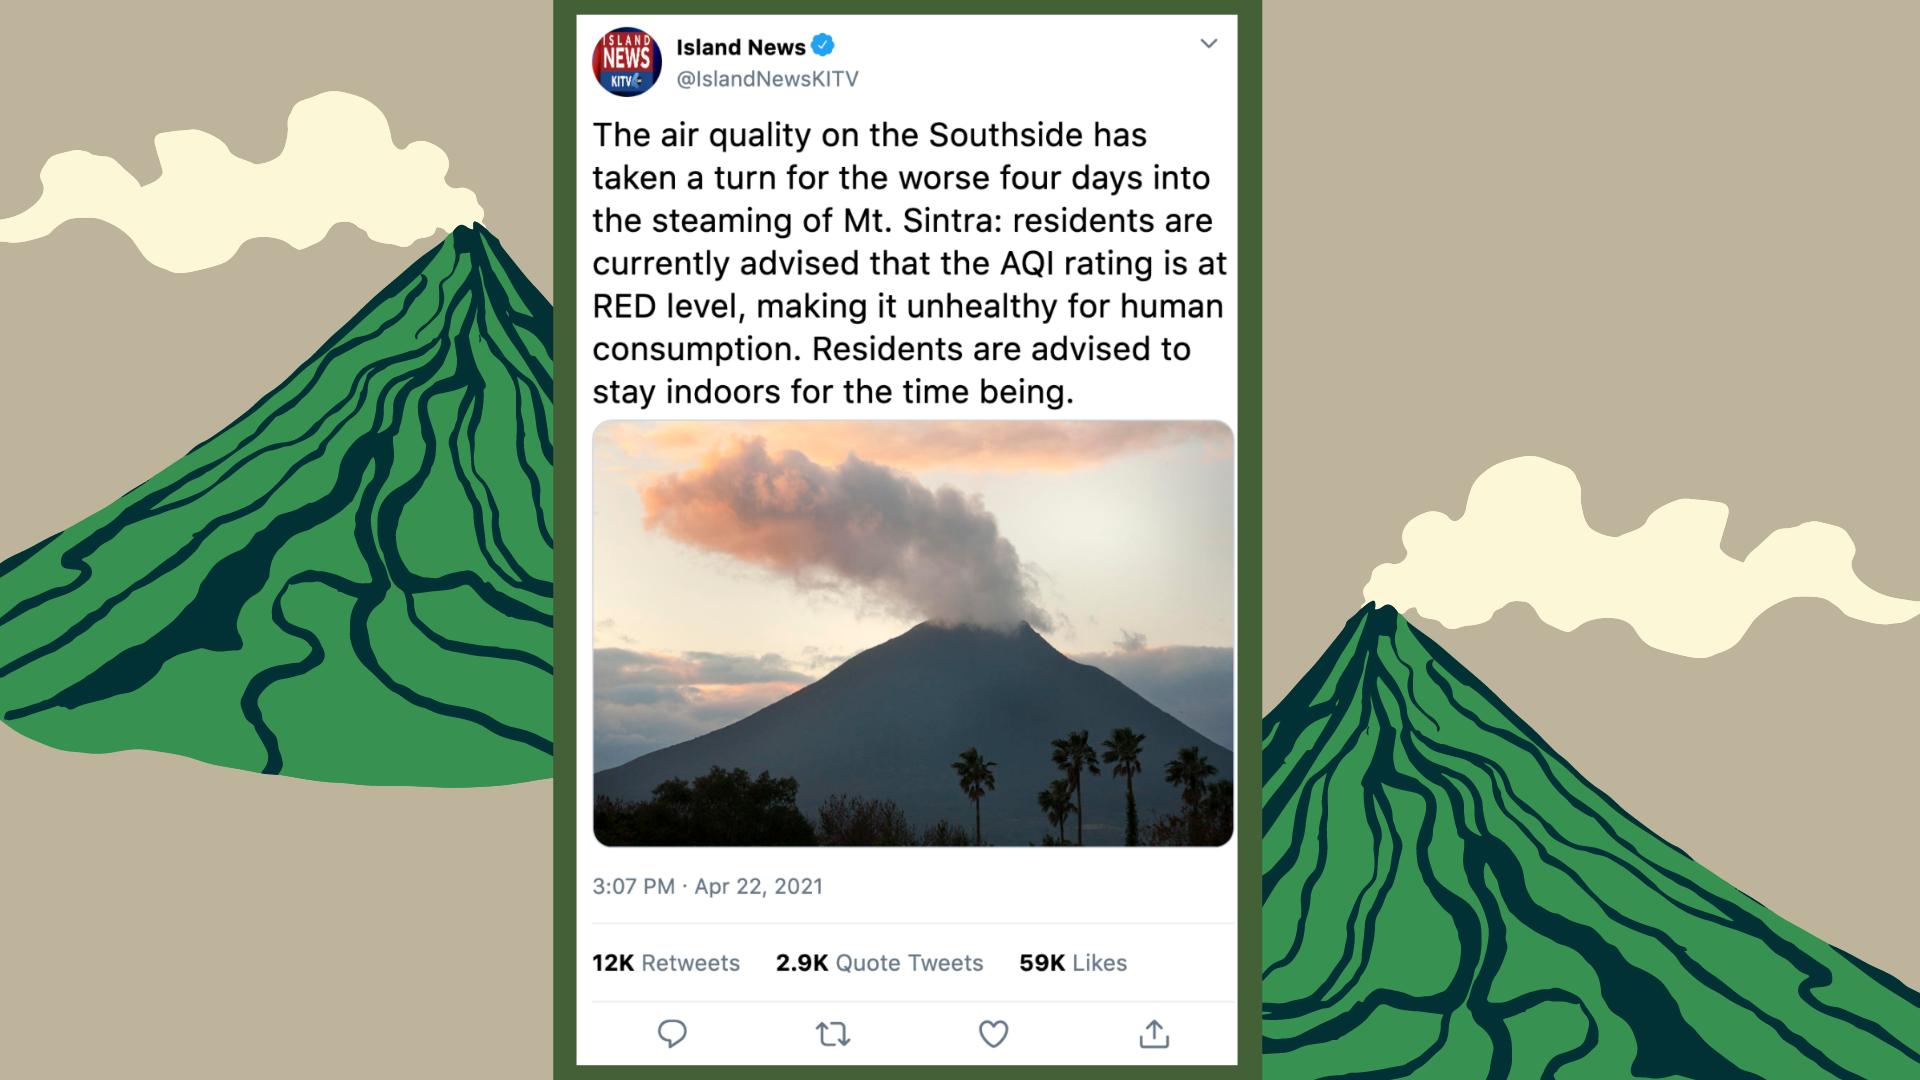 ISLAND
NEWS
KITV4
Island News
@IslandNewsKITV
The air quality on the Southside has
taken a turn for the worse four days into
the steaming of Mt. Sintra: residents are
currently advised that the AQI rating is at
RED level, making it unhealthy for human
consumption. Residents are advised to
stay indoors for the time being.
3:07 PM · Apr 22, 2021
12K Retweets 2.9K Quote Tweets 59K Likes